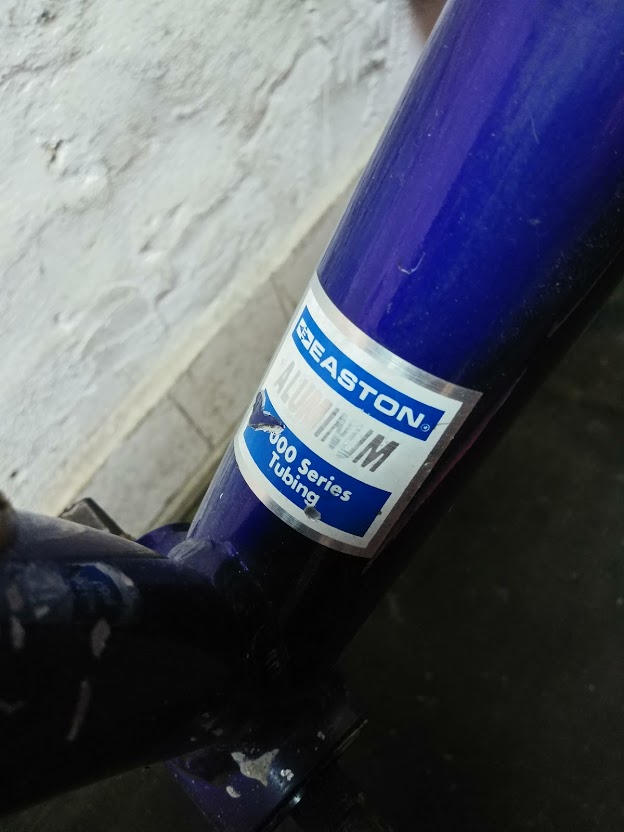 EASTON
ALUMINUM
000 Series
Tubing